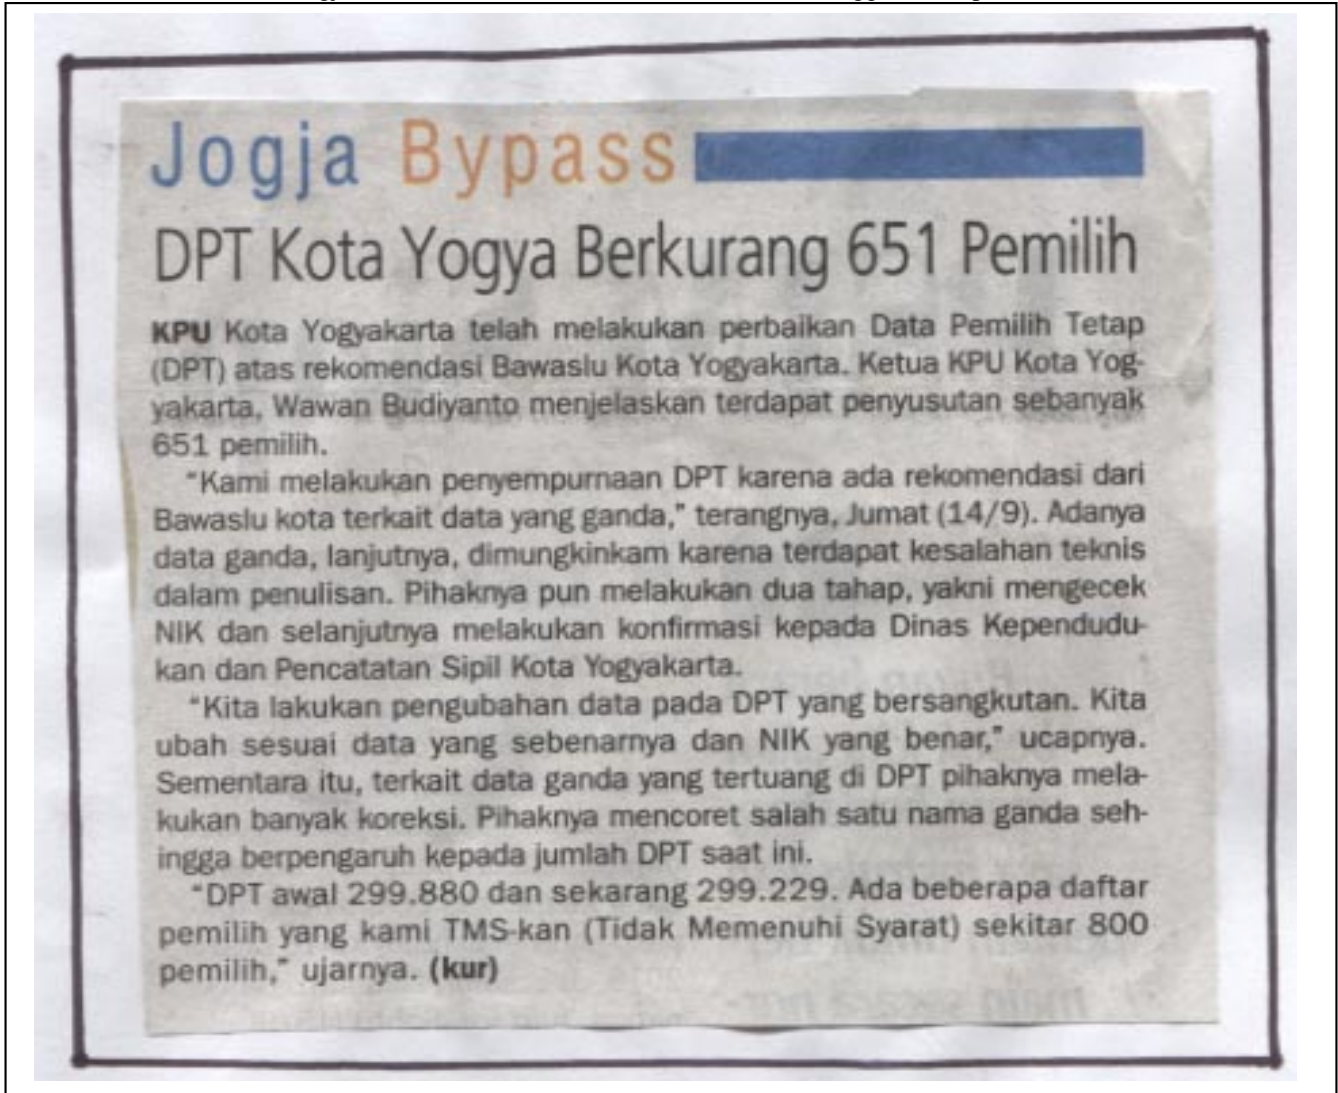 Jogja Bypass
DPT Kota Yogya Berkurang 651 Pemilih
KPU Kota Yogyakarta telah melakukan perbaikan Data Pemilih Tetap
(DPT) atas rekomendasi Bawaslu Kota Yogyakarta. Ketua KPU Kota Yog-
yakarta, Wawan Budiyanto menjelaskan terdapat penyusutan sebanyak
651 pemilih.
"Kami melakukan penyempurnaan DPT karena ada rekomendasi dari
Bawaslu kota terkait data yang ganda," terangnya, Jumat (14/9). Adanya
data ganda, lanjutnya, dimungkinkam karena terdapat kesalahan teknis
dalam penulisan. Pihaknya pun melakukan dua tahap, yakni mengecek
NIK dan selanjutnya melakukan konfirmasi kepada Dinas Kependudu-
kan dan Pencatatan Sipil Kota Yogyakarta.
"Kita lakukan pengubahan data pada DPT yang bersangkutan. Kita
ubah sesuai data yang sebenarnya dan NIK yang benar," ucapnya.
Sementara itu, terkait data ganda yang tertuang di DPT pihaknya mela-
kukan banyak koreksi. Pihaknya mencoret salah satu nama ganda seh-
ingga berpengaruh kepada jumlah DPT saat ini.
"DPT awal 299.880 dan sekarang 299.229. Ada beberapa daftar
pemilih yang kami TMS-kan (Tidak Memenuhi Syarat) sekitar 800
pemilih," ujarnya. (kur)